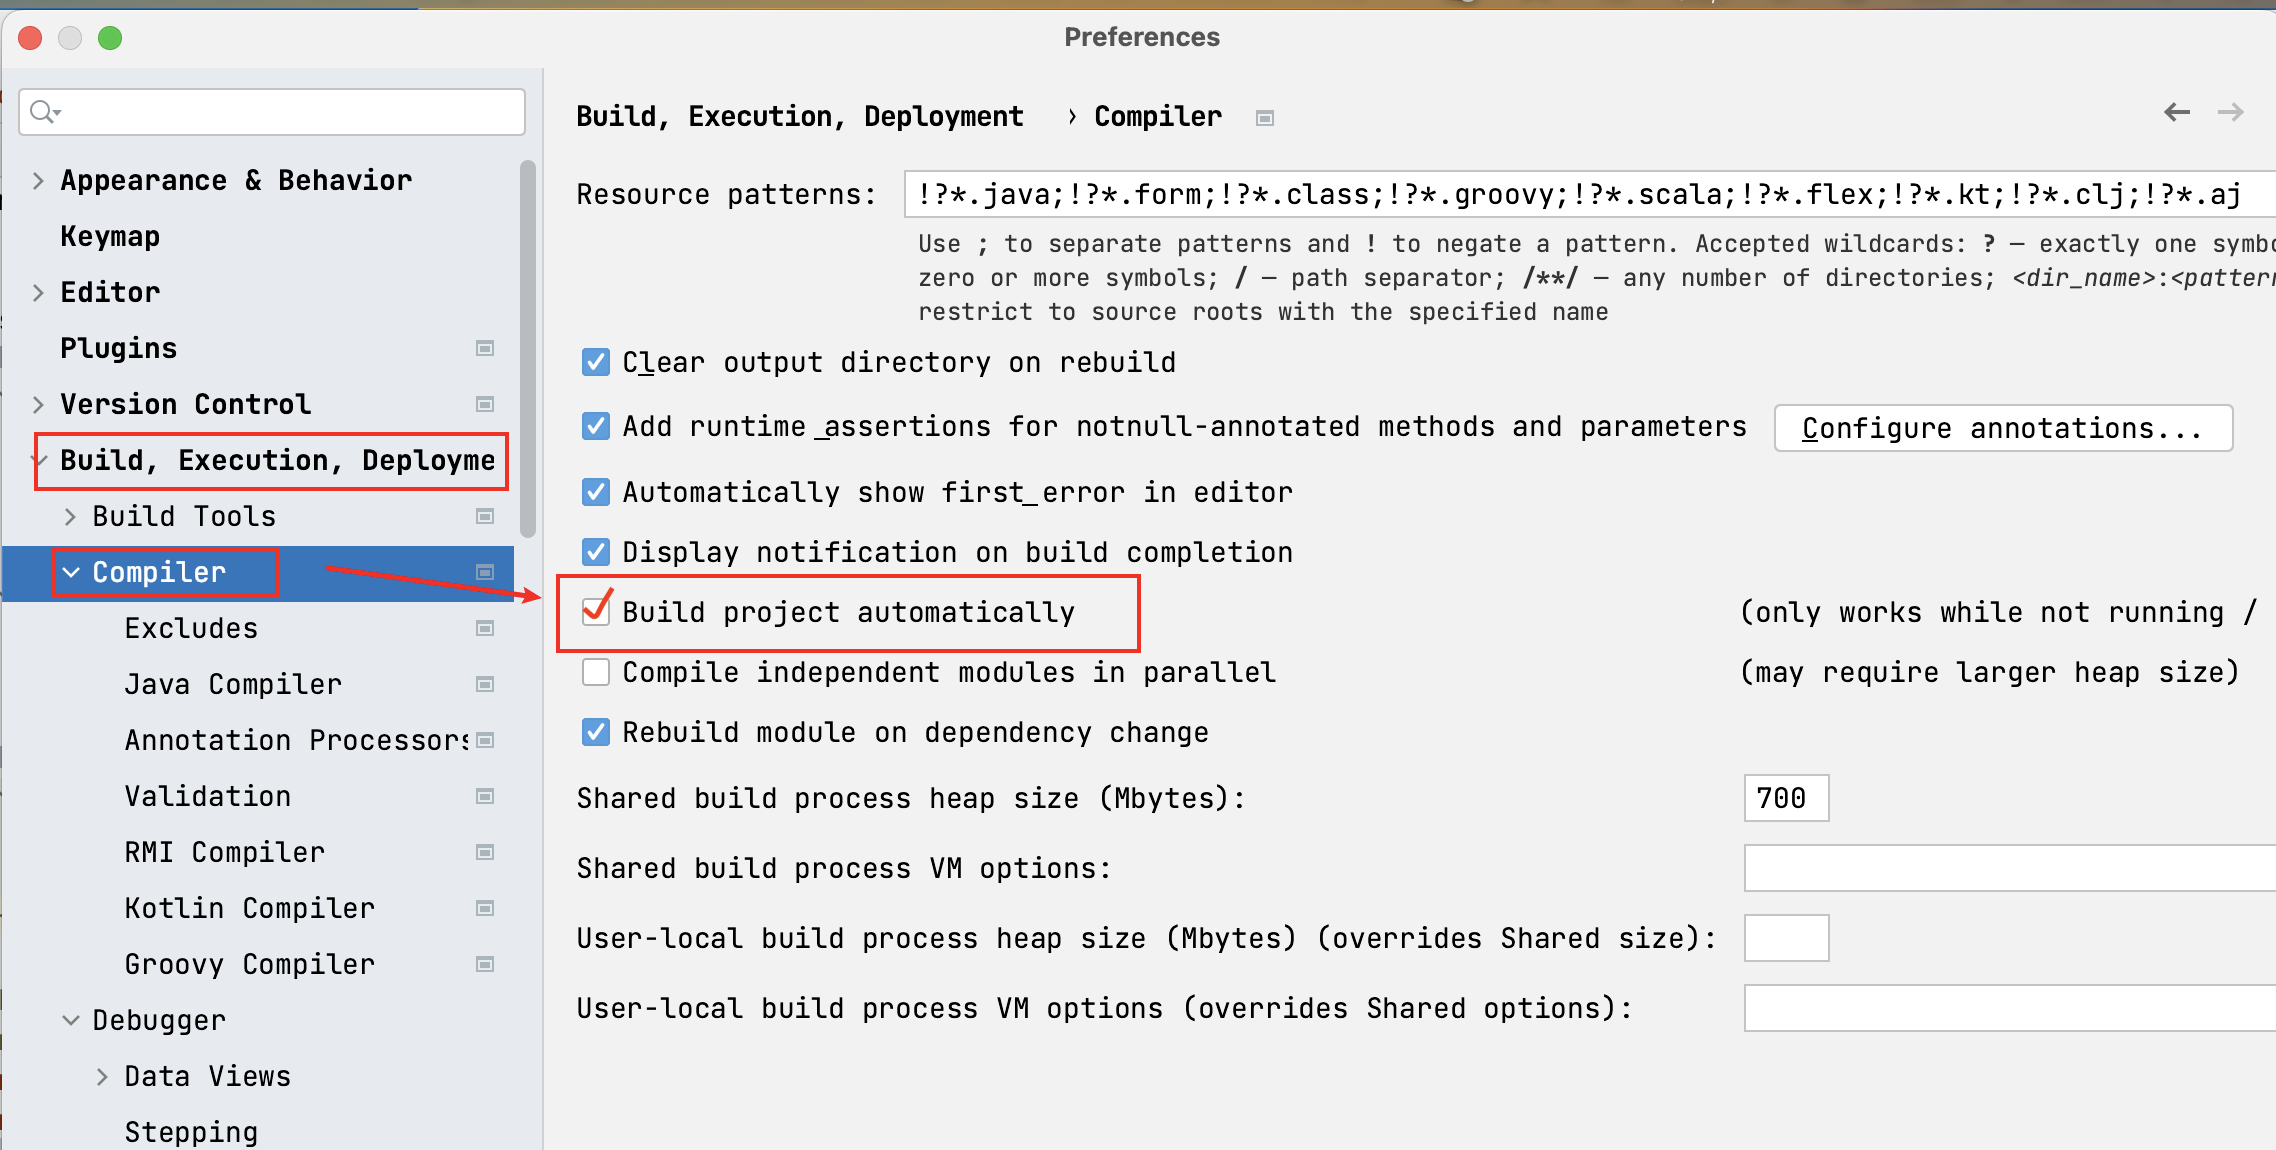 Preferences
Appearance & Behavior
Keymap
Editor
Plugins
Version Control
Build, Execution, Deployme
Build Tools
Compiler
Excludes
Java Compiler
Annotation Processors
Validation
RMI Compiler
Kotlin Compiler
Groovy Compiler
Debugger
Data Views
Stepping
Build, Execution, Deployment › Compiler
Resource patterns: !?*.java;!?*.form;!?*.class;!?*.groovy;!?*.scala;!?*.flex;!?*.kt;!?*.clj;!?*.aj
Use ; to separate patterns and ! to negate a pattern. Accepted wildcards: ? — exactly one symbo
zero or more symbols; / — path separator; /**/ — any number of directories; <dir_name>:<pattern
restrict to source roots with the specified name
Clear output directory on rebuild
Add runtime assertions for notnull-annotated methods and parameters Configure annotations...
Automatically show first error in editor
Display notification on build completion
Build project automatically (only works while not running /
Compile independent modules in parallel (may require larger heap size)
Rebuild module on dependency change
Shared build process heap size (Mbytes): 700
Shared build process VM options:
User-local build process heap size (Mbytes) (overrides Shared size):
User-local build process VM options (overrides Shared options):